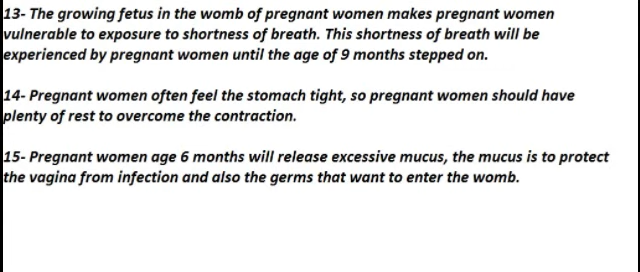 13- The growing fetus in the womb of pregnant women makes pregnant women
vulnerable to exposure to shortness of breath. This shortness of breath will be
experienced by pregnant women until the age of 9 months stepped on.
14- Pregnant women often feel the stomach tight, so pregnant women should have
plenty of rest to overcome the contraction.
15- Pregnant women age 6 months will release excessive mucus, the mucus is to protect
the vagina from infection and also the germs that want to enter the womb.